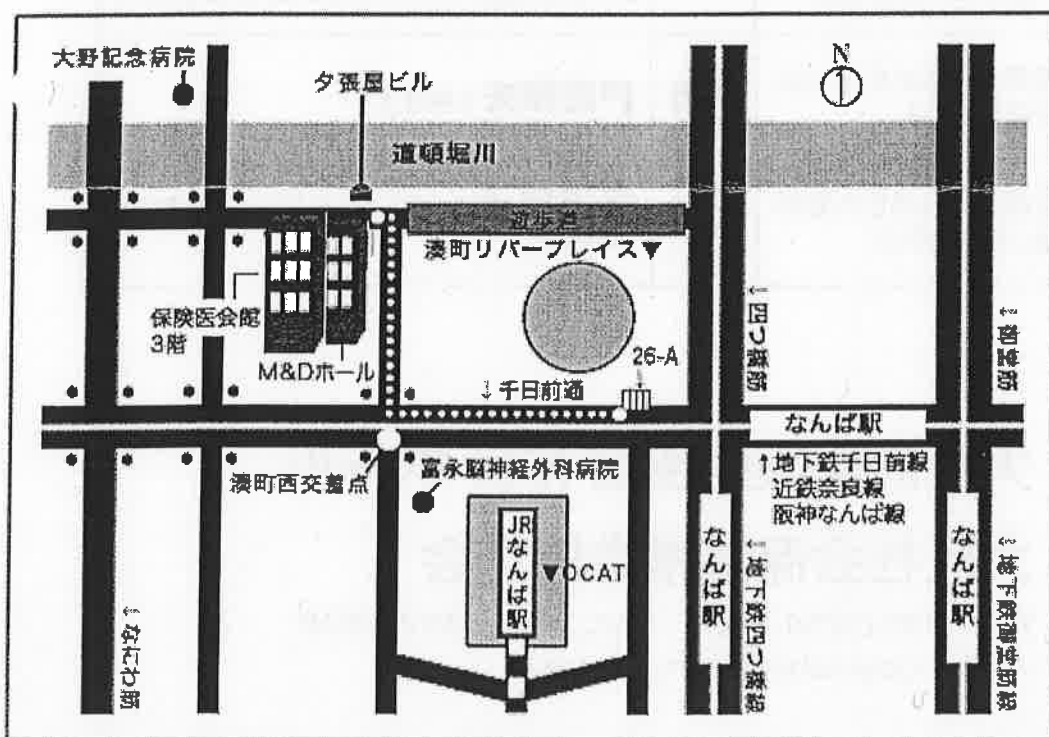 大野記念病院
夕張屋ビル
N
道頓堀川
遊歩道
湊町リバープレイス▼
保険医会館
3階
M&Dホール
26-A
↓千日前通
↓四つ橋筋
↓御堂筋
なんば駅
湊町西交差点
富永脳神経外科病院
↑地下鉄千日前線
近鉄奈良線
阪神なんば線
JRなんば駅
▼OCAT
なんば駅
なんば駅
↓なにわ筋
↓地下鉄四つ橋線
↓地下鉄御堂筋線